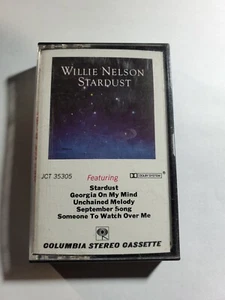 WILLIE NELSON
STARDUST
JCT 35305
Featuring
DOLBY SYSTEM
Stardust
Georgia On My Mind
Unchained Melody
September Song
Someone To Watch Over Me
COLUMBIA STEREO CASSETTE